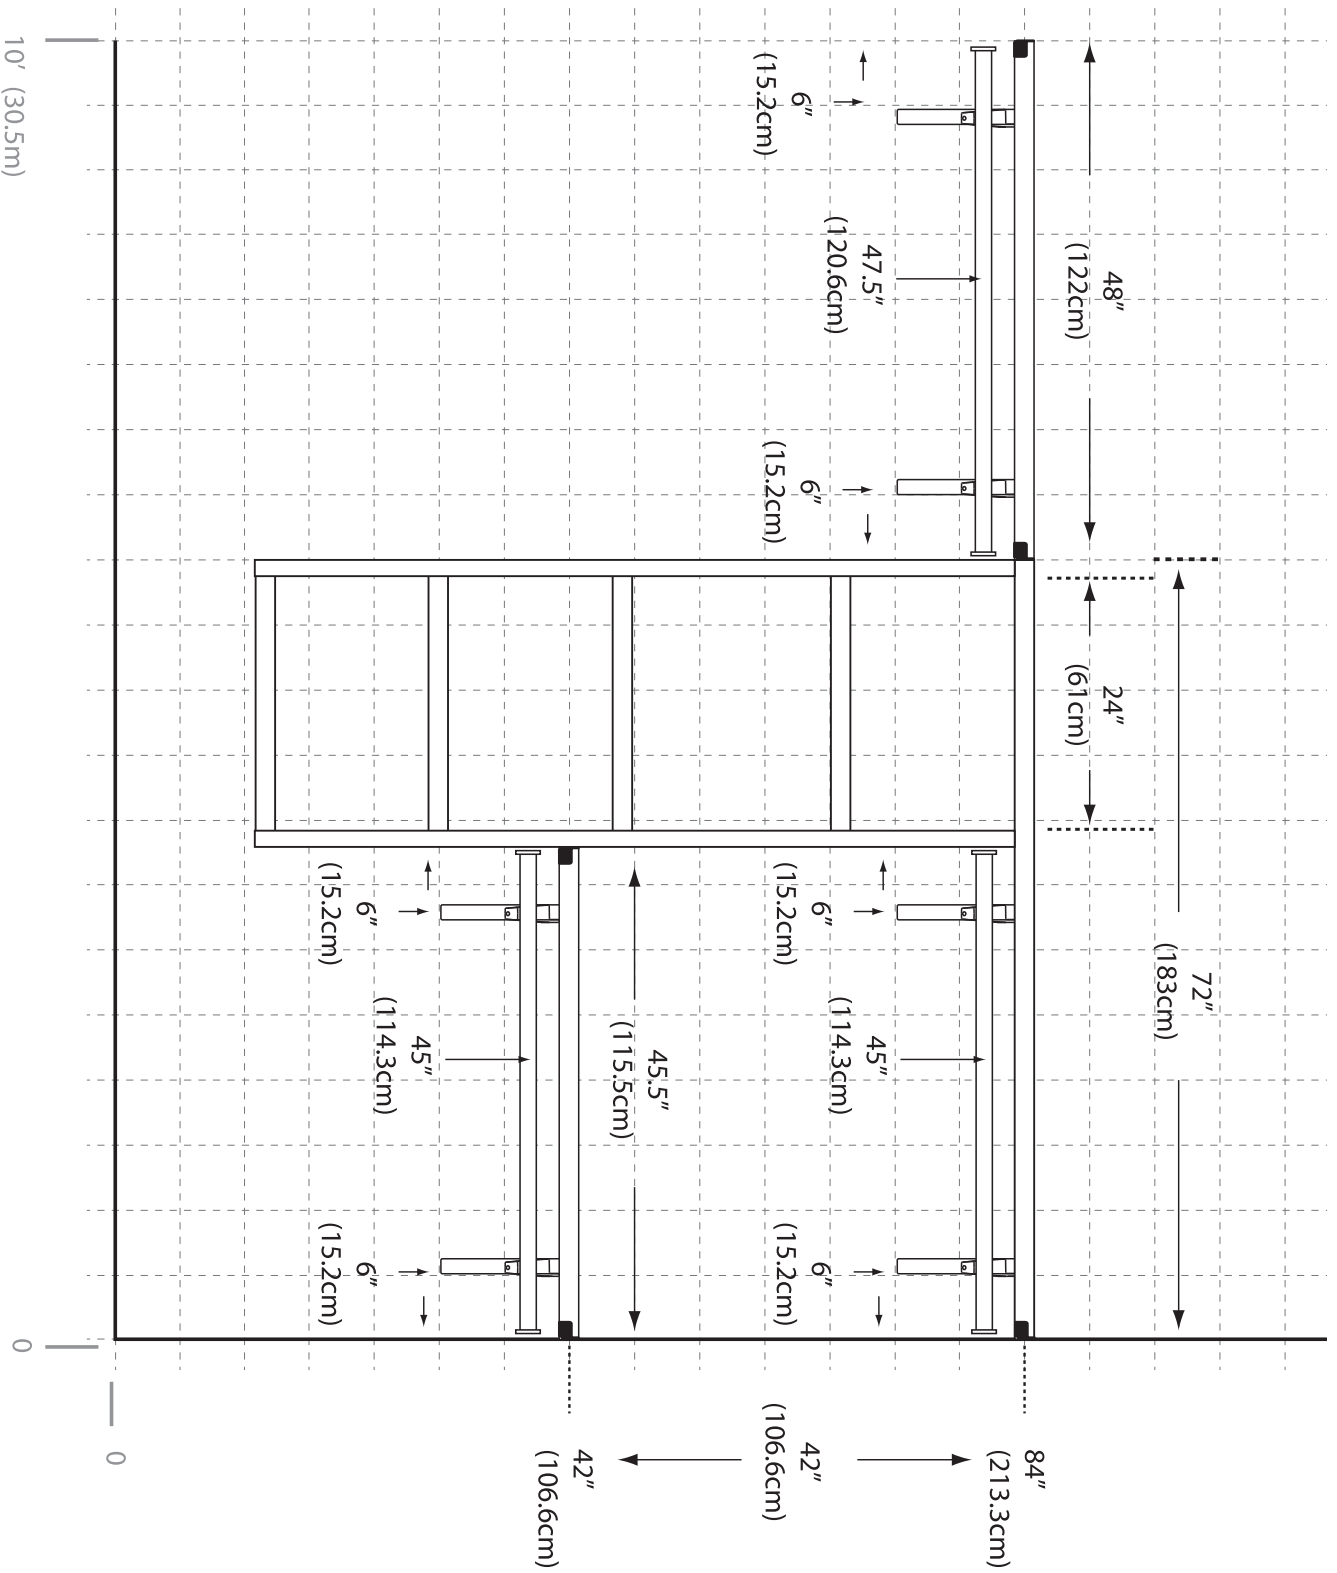 72”
(183cm)
48”
(122cm)
24”
(61cm)
84”
(213.3cm)
47.5”
(120.6cm)
45”
(114.3cm)
6”
(15.2cm)
6”
(15.2cm)
6”
(15.2cm)
6”
(15.2cm)
42”
(106.6cm)
45.5”
(115.5cm)
42”
(106.6cm)
45”
(114.3cm)
6”
(15.2cm)
6”
(15.2cm)
0
10’ (30.5m)
0